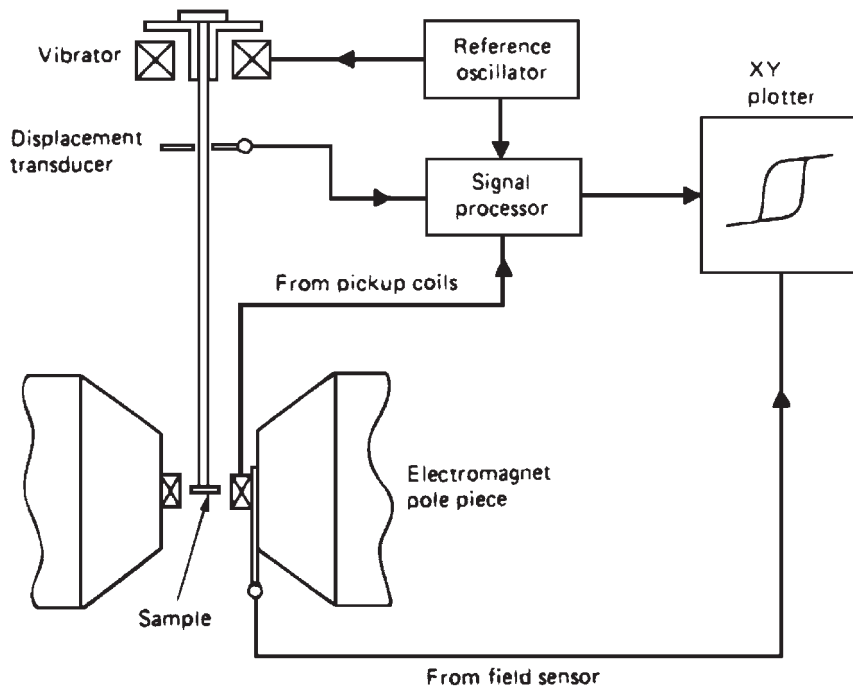 Vibrator
Reference
oscillator
XY
plotter
Displacement
transducer
Signal
processor
From pickup coils
Electromagnet
pole piece
Sample
From field sensor